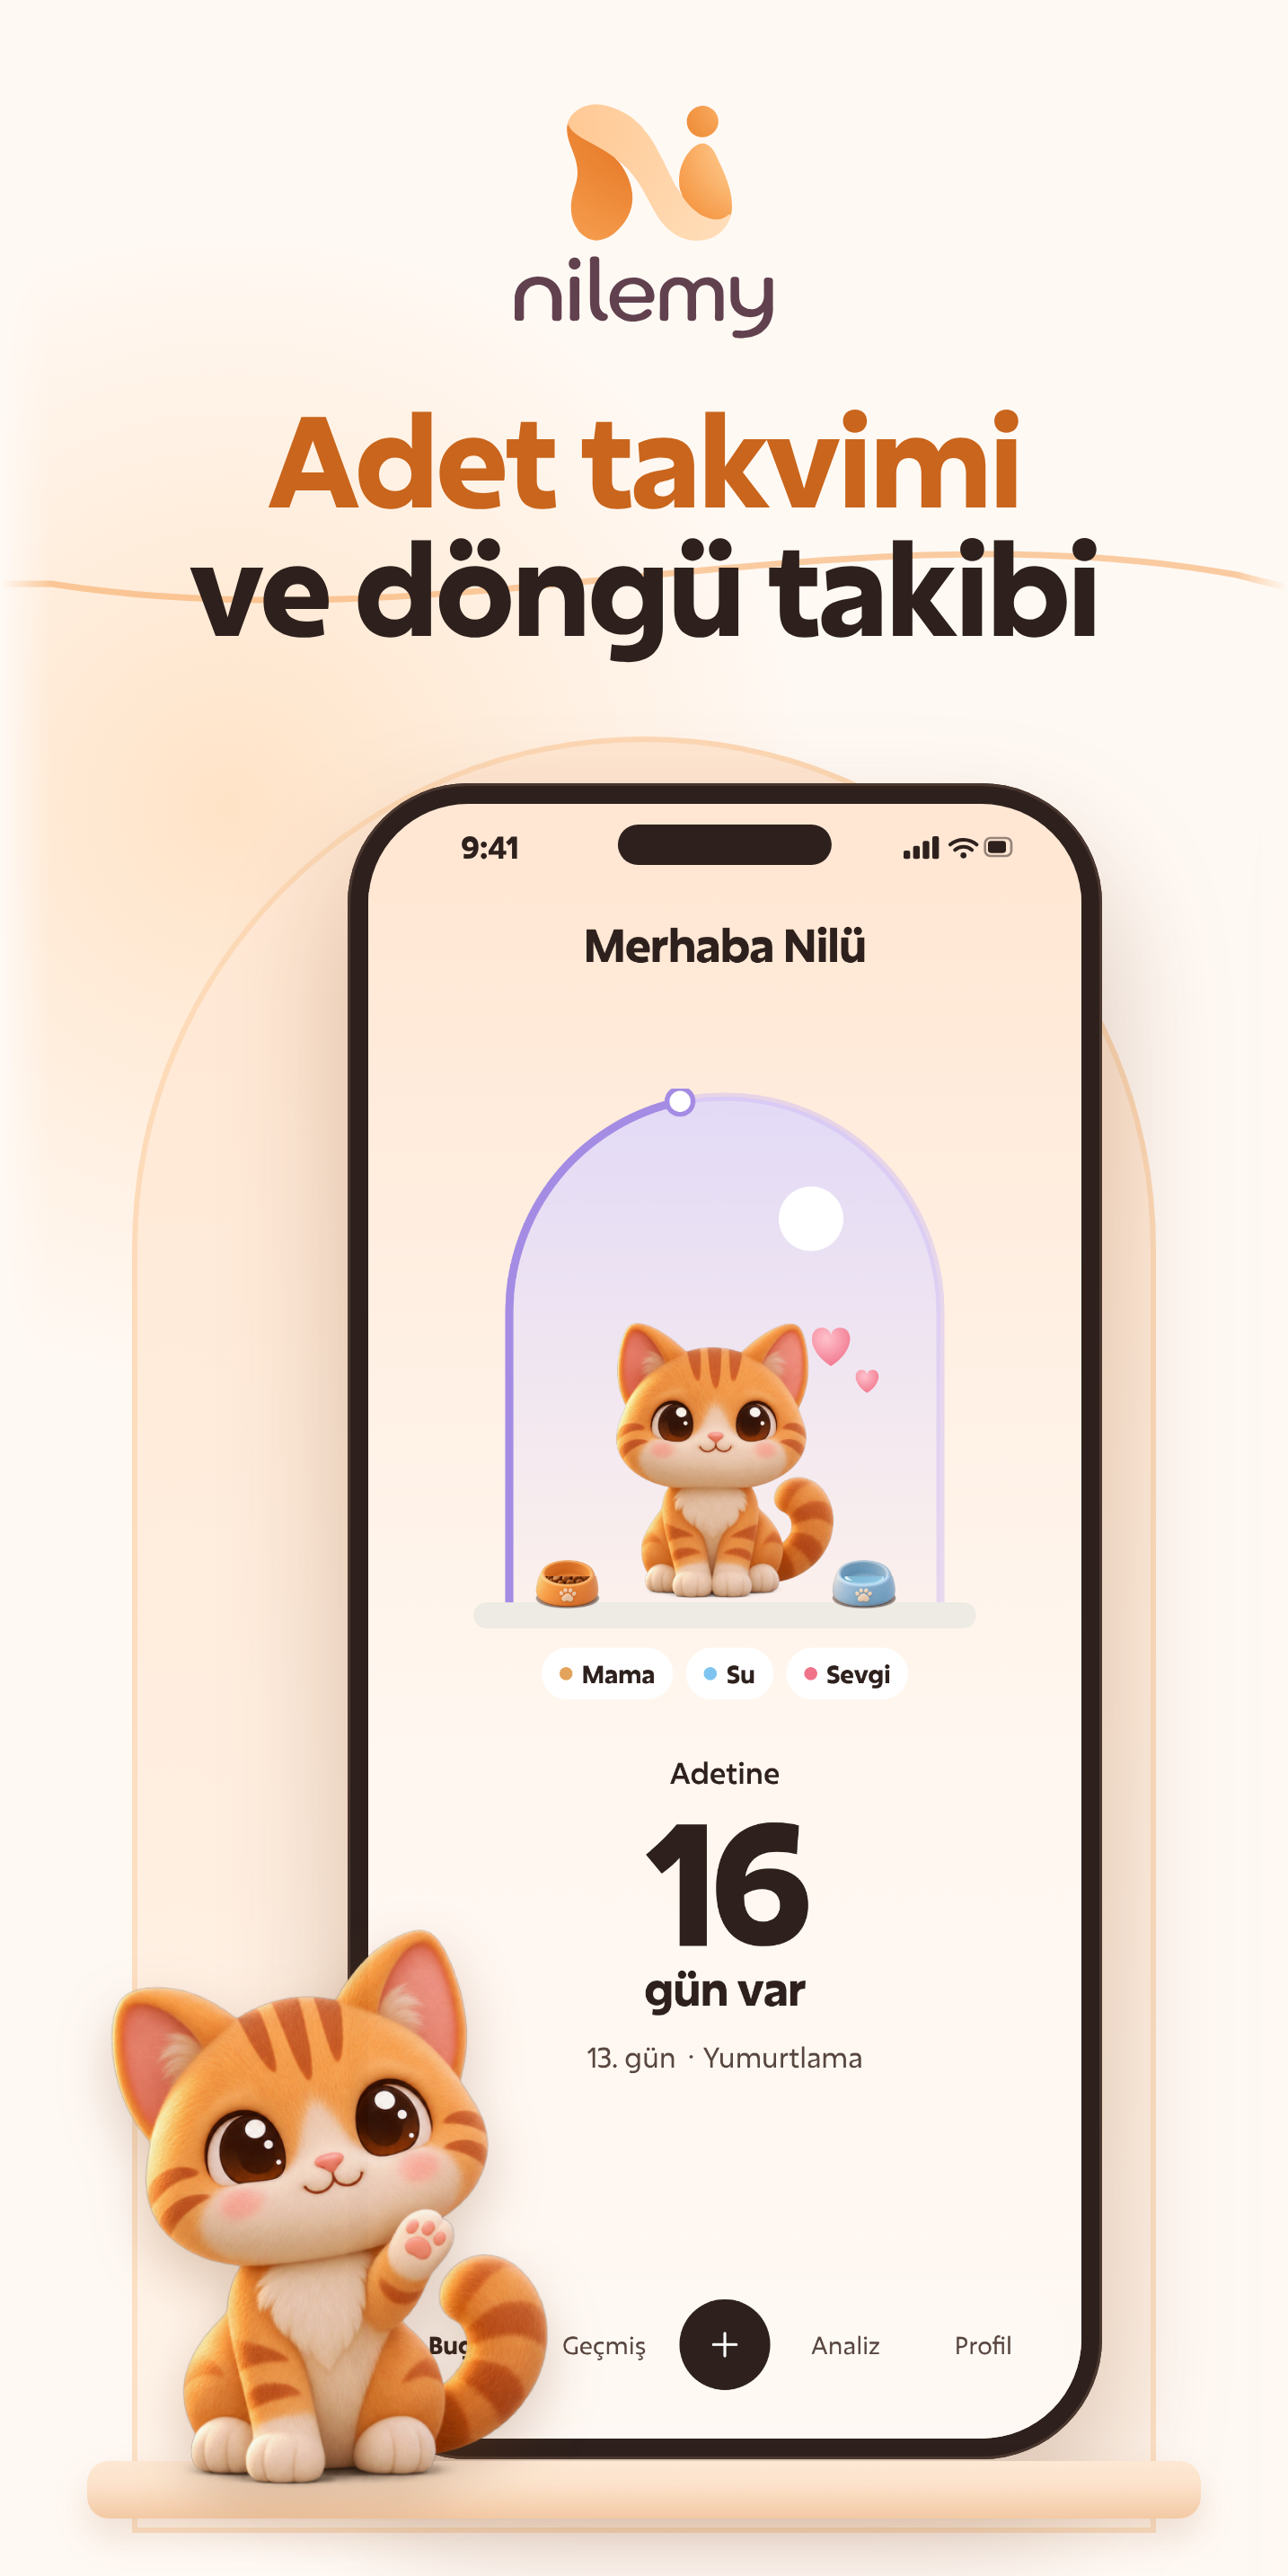 nilemy
Adet takvimi
ve döngü takibi
9:41
Merhaba Nilü
Mama
Su
Sevgi
Adetine
16
gün var
13. gün · Yumurtlama
Geçmiş
+
Analiz
Profil